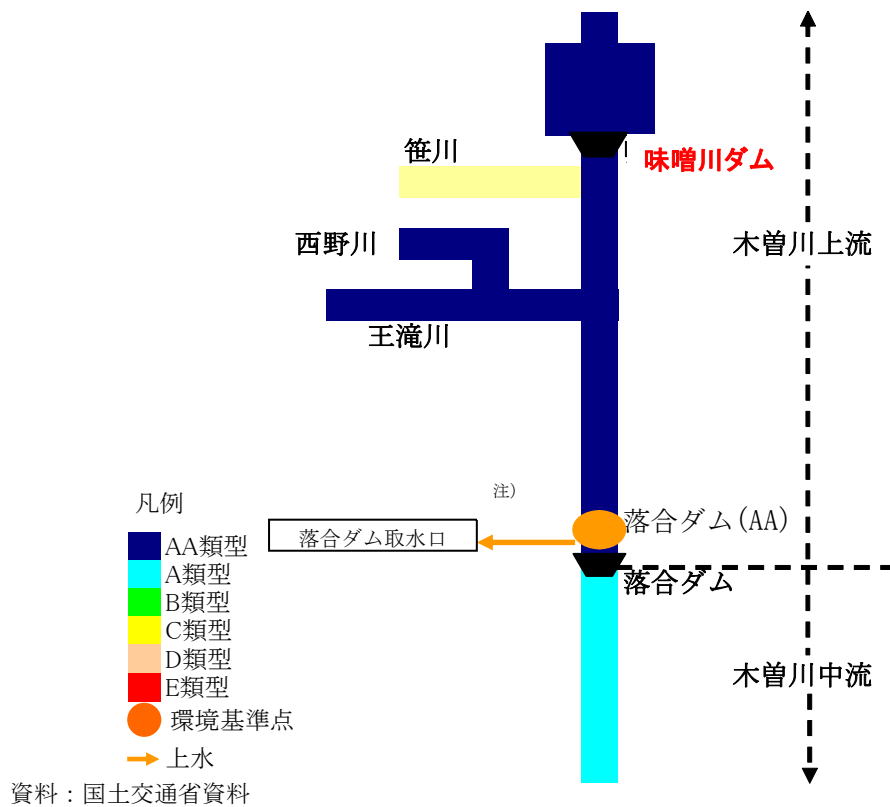 笹川
味噌川ダム
西野川
木曽川上流
王滝川
注)
凡例
落合ダム(AA)
落合ダム取水口
AA類型
A類型
落合ダム
B類型
C類型
D類型
木曽川中流
E類型
環境基準点
上水
資料：国土交通省資料